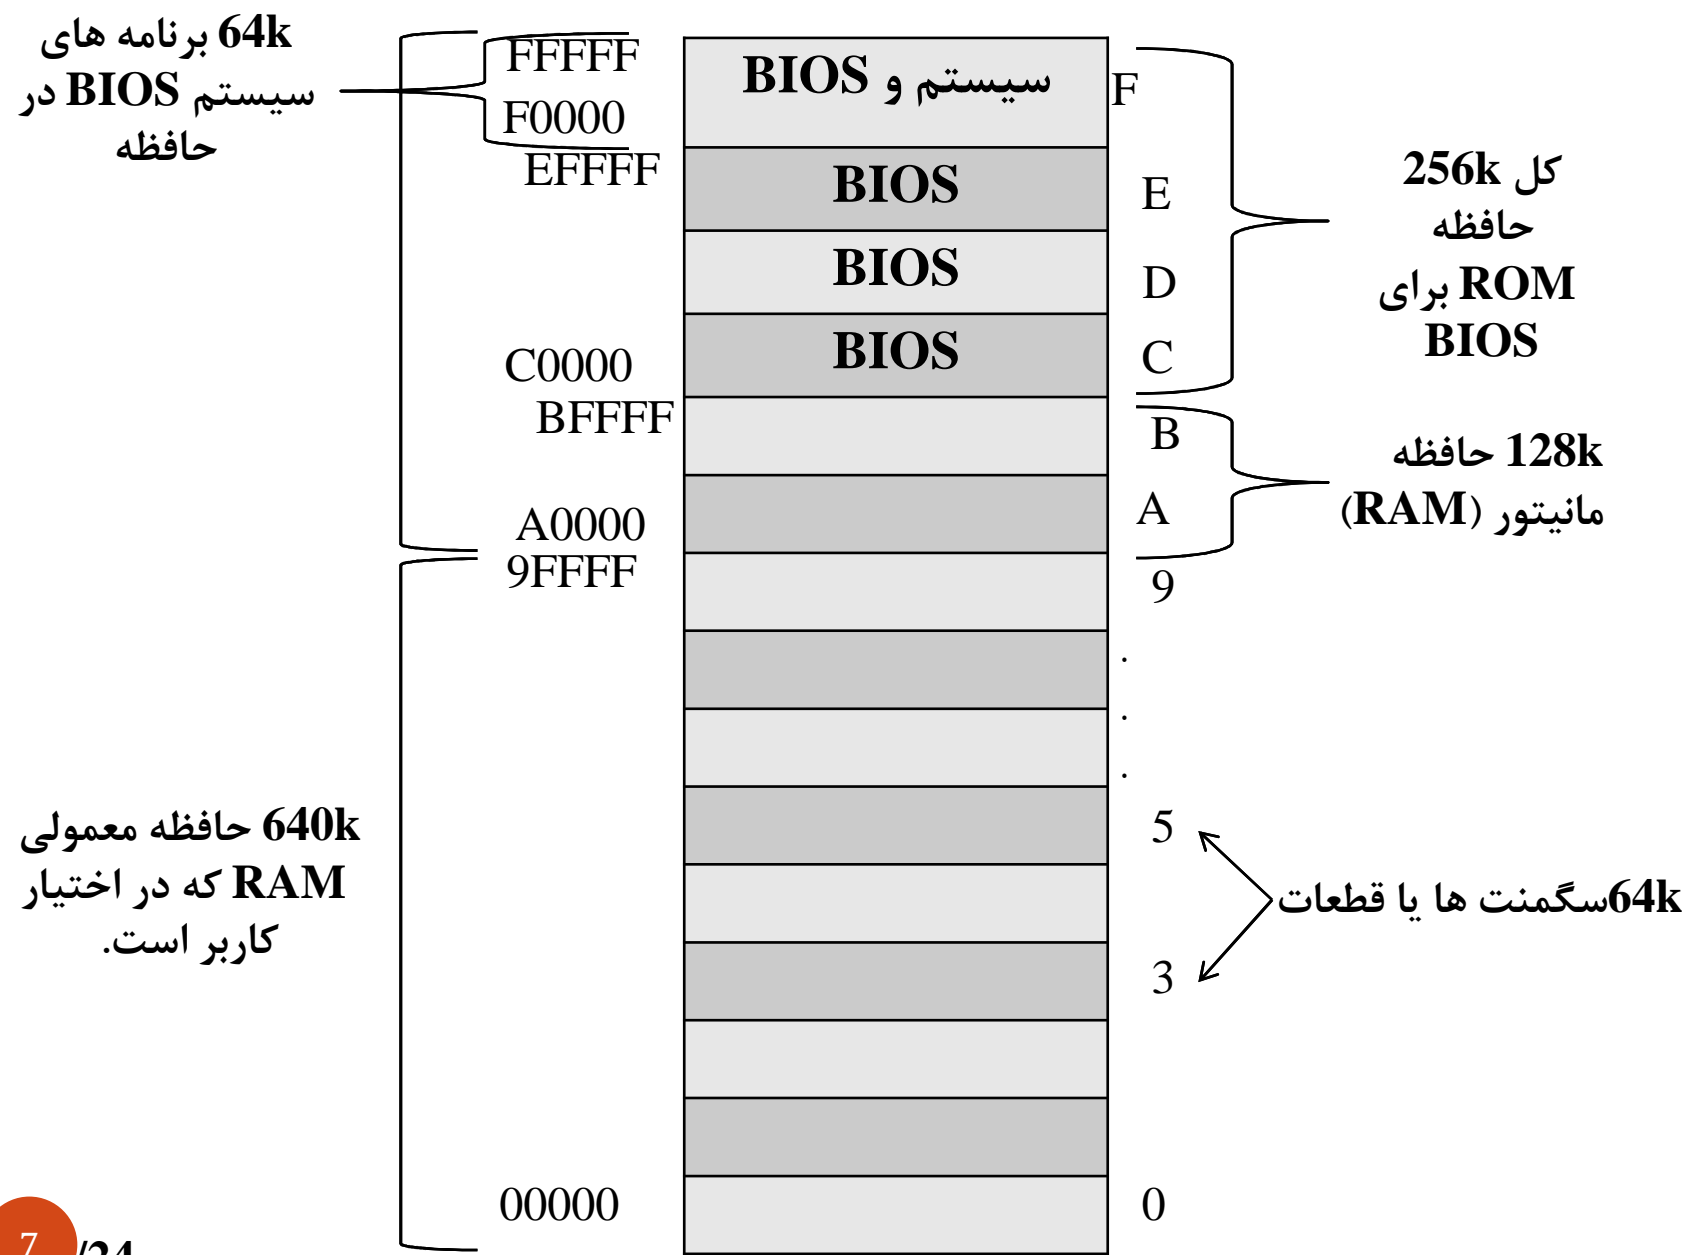 64k برنامه های
سیستم BIOS در
حافظه
FFFFF
F0000
EFFFF
C0000
BFFFF
A0000
9FFFF
00000
سیستم و BIOS
BIOS
BIOS
BIOS
F
E
D
C
B
A
9
.
.
.
5
3
0
کل 256k
حافظه
ROM برای
BIOS
128k حافظه
مانیتور (RAM)
64kسگمنت ها یا قطعات
640k حافظه معمولی
RAM که در اختیار
کاربر است.
7
/24